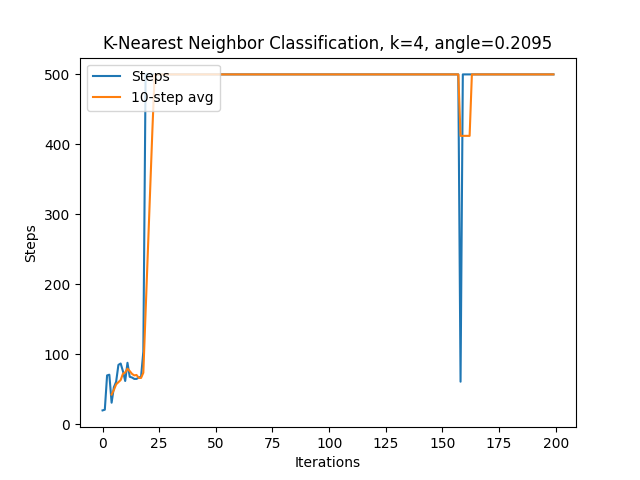 K-Nearest Neighbor Classification, k=4, angle=0.2095
Steps
10-step avg
500
400
300
200
100
0
Steps
0 25 50 75 100 125 150 175 200
Iterations